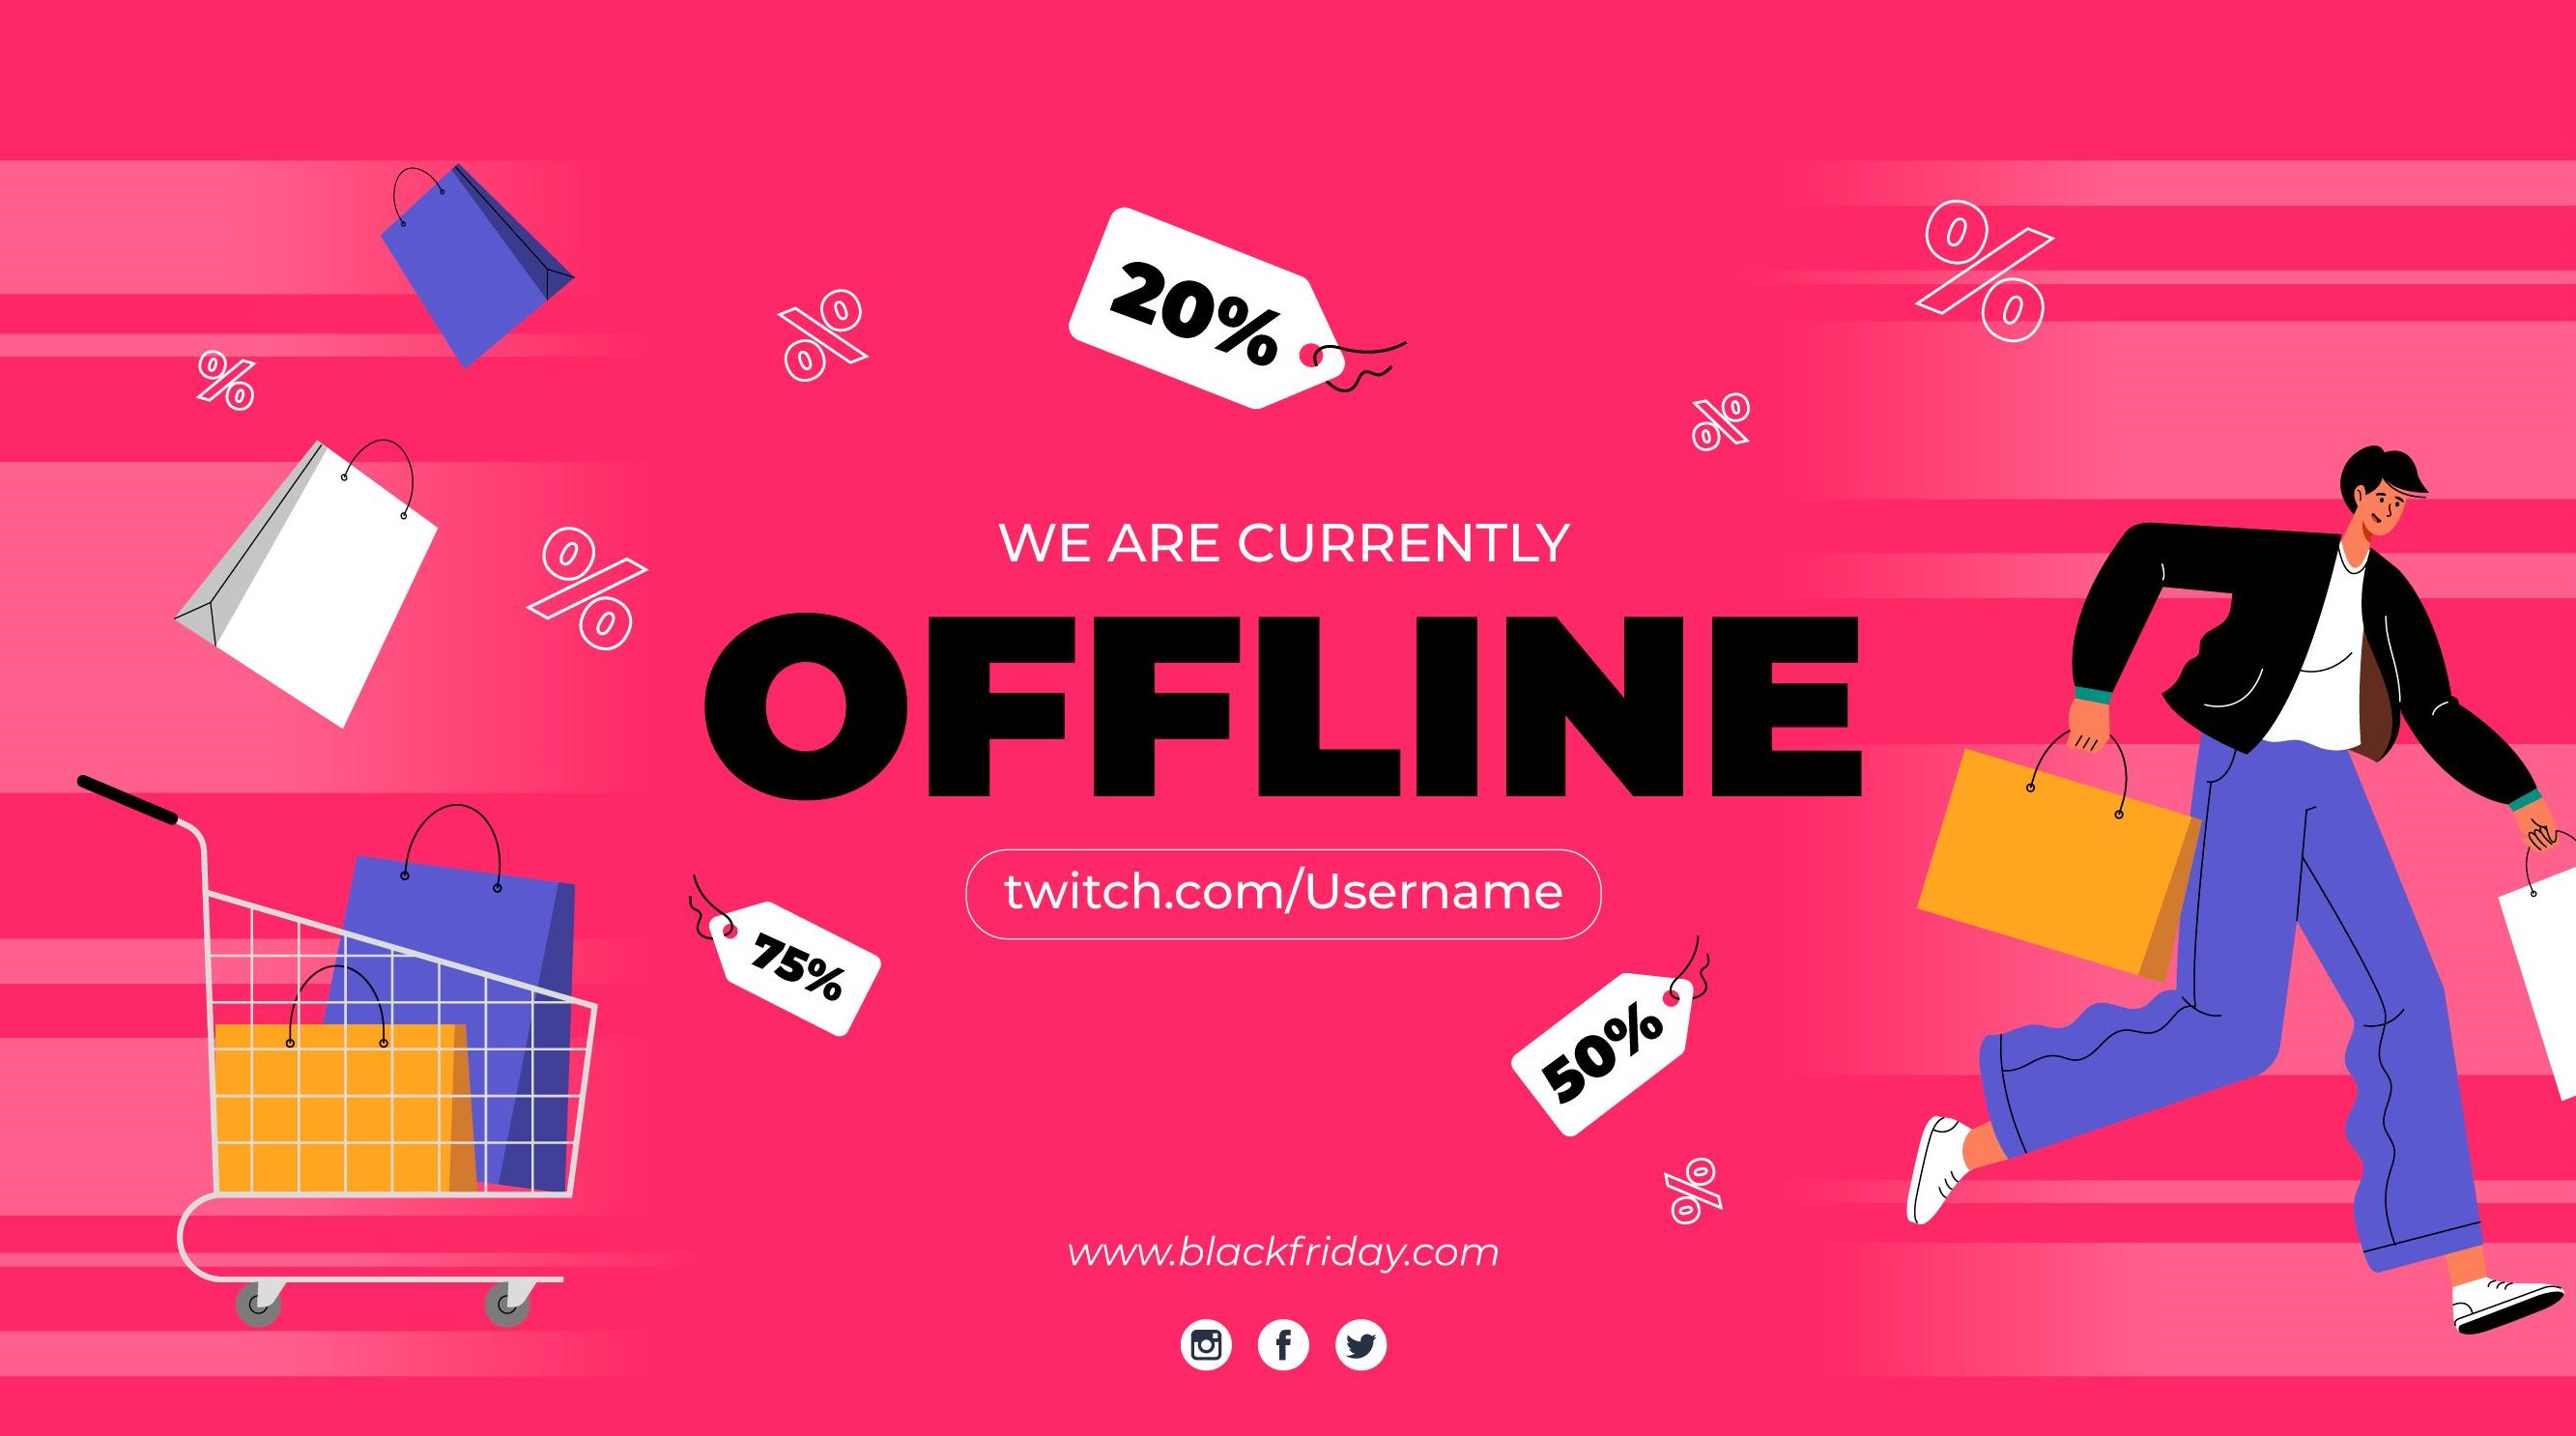 20%
WE ARE CURRENTLY
OFFLINE
twitch.com/Username
75%
50%
www.blackfriday.com
%
%
%
%
%
%